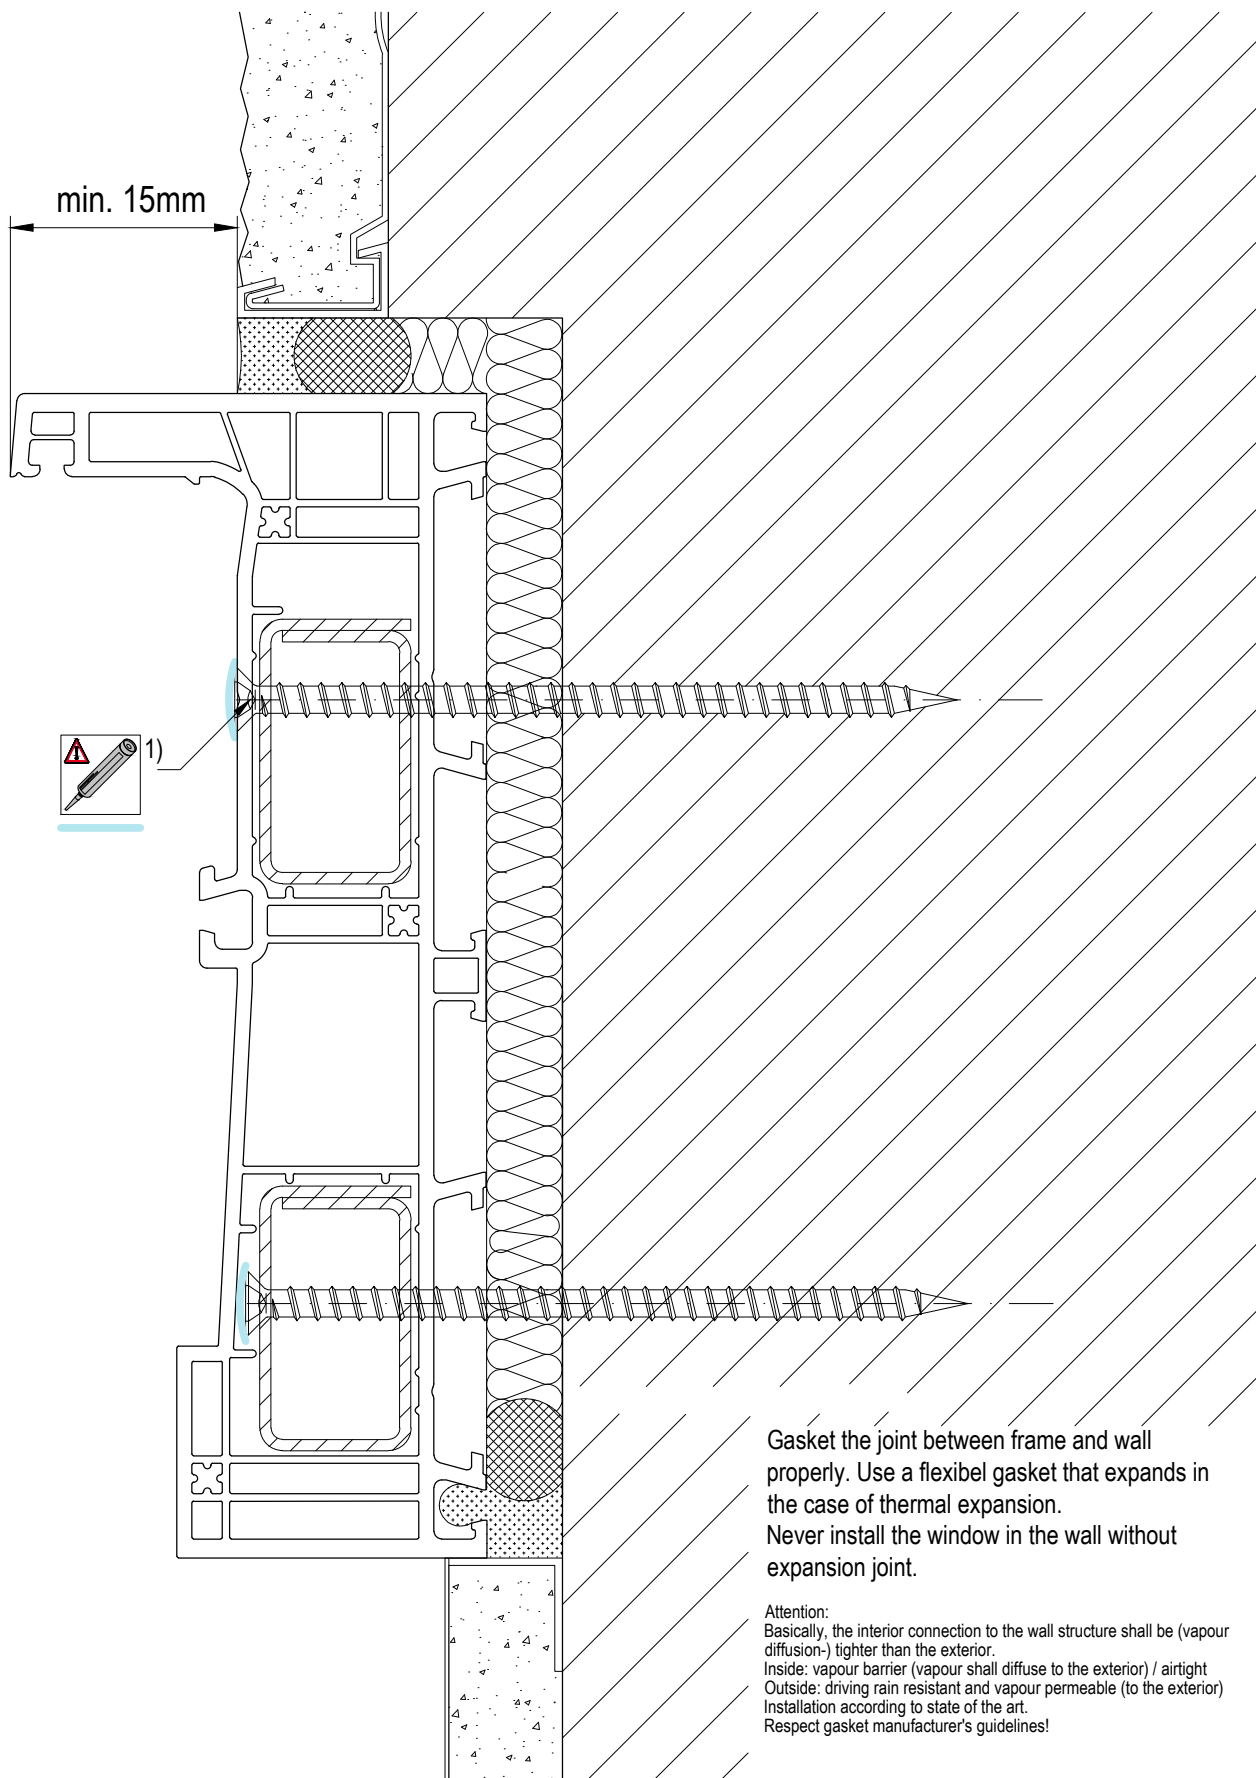 min. 15mm
1)
Gasket the joint between frame and wall
properly. Use a flexibel gasket that expands in
the case of thermal expansion.
Never install the window in the wall without
expansion joint.
Attention:
Basically, the interior connection to the wall structure shall be (vapour
diffusion-) tighter than the exterior.
Inside: vapour barrier (vapour shall diffuse to the exterior) / airtight
Outside: driving rain resistant and vapour permeable (to the exterior)
Installation according to state of the art.
Respect gasket manufacturer's guidelines!